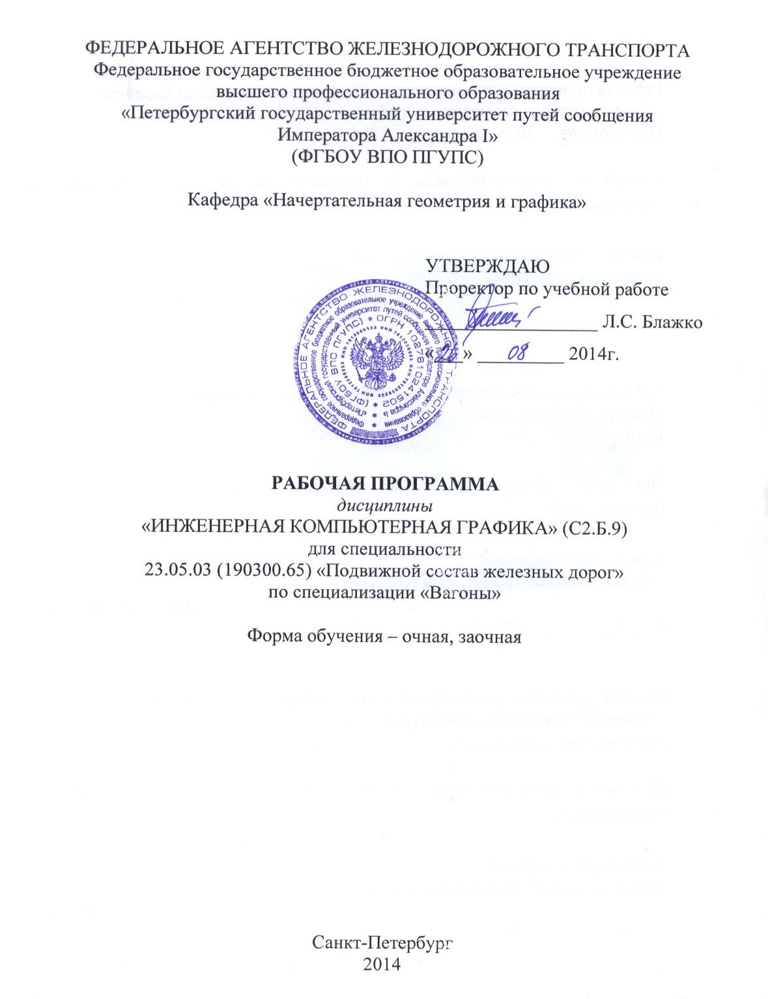 ФЕДЕРАЛЬНОЕ АГЕНТСТВО ЖЕЛЕЗНОДОРОЖНОГО ТРАНСПОРТА
Федеральное государственное бюджетное образовательное учреждение
высшего профессионального образования
«Петербургский государственный университет путей сообщения
Императора Александра I»
(ФГБОУ ВПО ПГУПС)
Кафедра «Начертательная геометрия и графика»
УТВЕРЖДАЮ
Проректор по учебной работе
Л.С. Блажко
«26» 08 2014г.
ФЕДЕРАЛЬНОЕ АГЕНТСТВО ЖЕЛЕЗНОДОРОЖНОГО ТРАНСПОРТА
Федеральное государственное бюджетное образовательное учреждение высшего профессионального образования
«Петербургский государственный университет путей сообщения Императора Александра I»
(ФГБОУ ВПО ПГУПС) * ОГРН 1027810241502 *
РАБОЧАЯ ПРОГРАММА
дисциплины
«ИНЖЕНЕРНАЯ КОМПЬЮТЕРНАЯ ГРАФИКА» (С2.Б.9)
для специальности
23.05.03 (190300.65) «Подвижной состав железных дорог»
по специализации «Вагоны»
Форма обучения – очная, заочная
Санкт-Петербург
2014